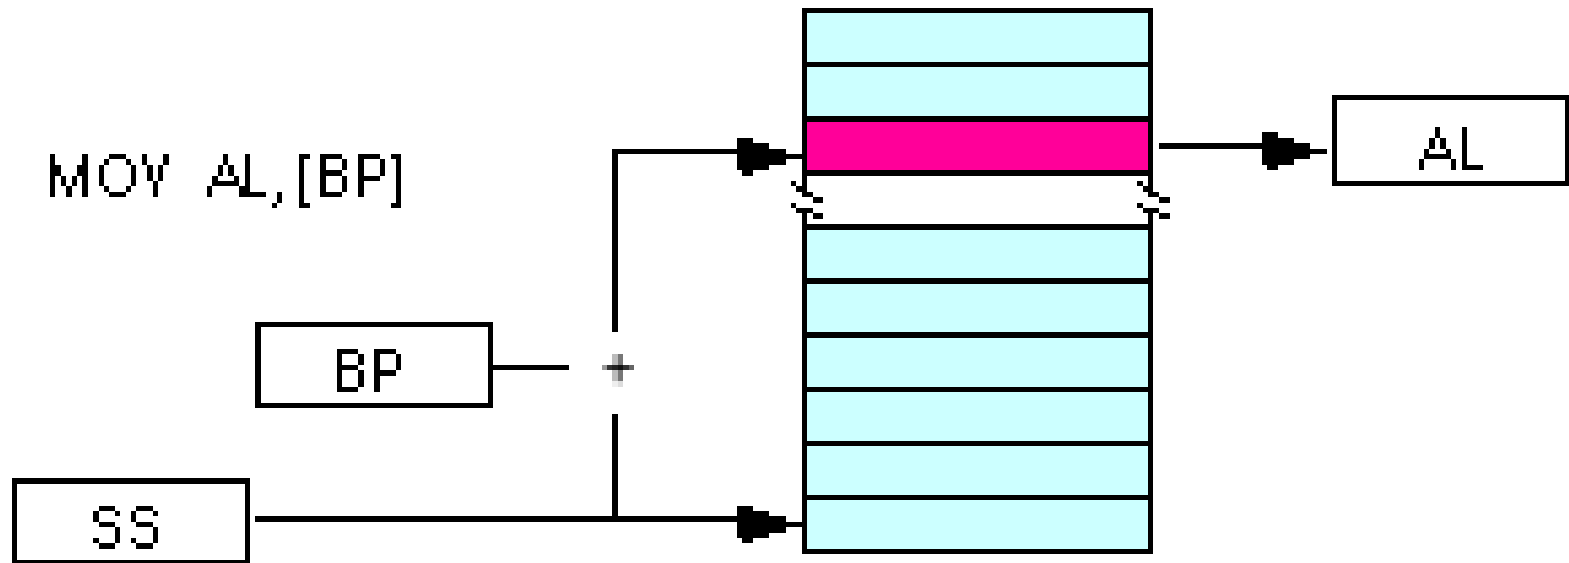 MOV AL,[BP]
AL
BP
+
SS